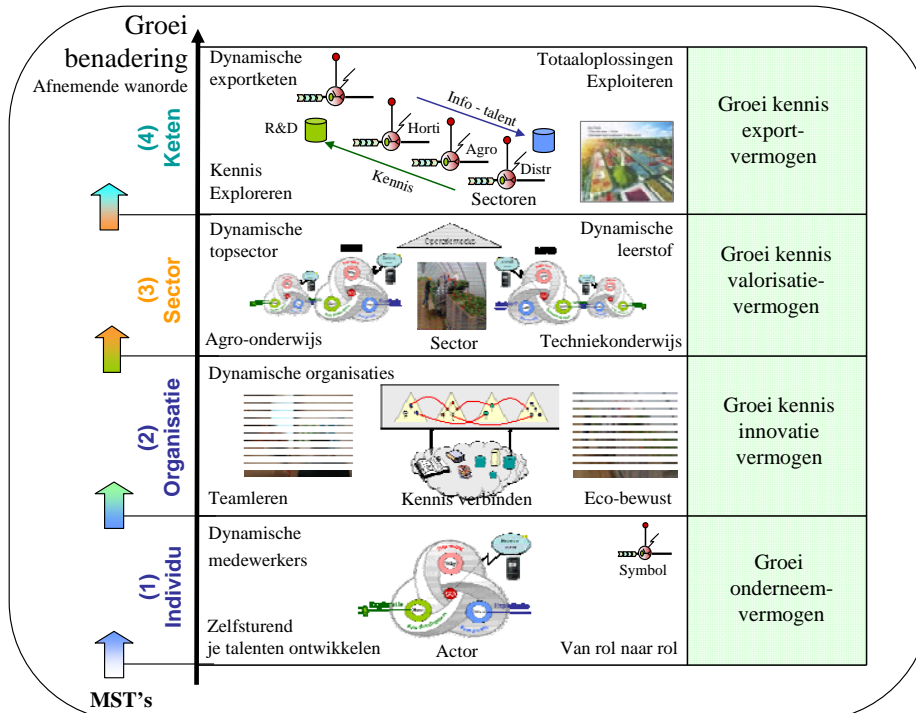 Groei
benadering
Afnemende wanorde
(4)
Keten
Dynamische
exportketen
Totaaloplossingen
Exploiteren
Info - talent
R&D
Horti
Agro
Distr
Kennis
Sectoren
Kennis
Exploreren
Groei kennis
export-
vermogen
(3)
Sector
Dynamische
topsector
Dynamische
leerstof
Agro-onderwijs
Sector
Techniekonderwijs
Groei kennis
valorisatie-
vermogen
(2)
Organisatie
Dynamische organisaties
Teamleren
Kennis verbinden
Eco-bewust
Groei kennis
innovatie
vermogen
(1)
Individu
Dynamische
medewerkers
Symbol
Zelfsturend
je talenten ontwikkelen
Actor
Van rol naar rol
Groei
onderneem-
vermogen
MST's